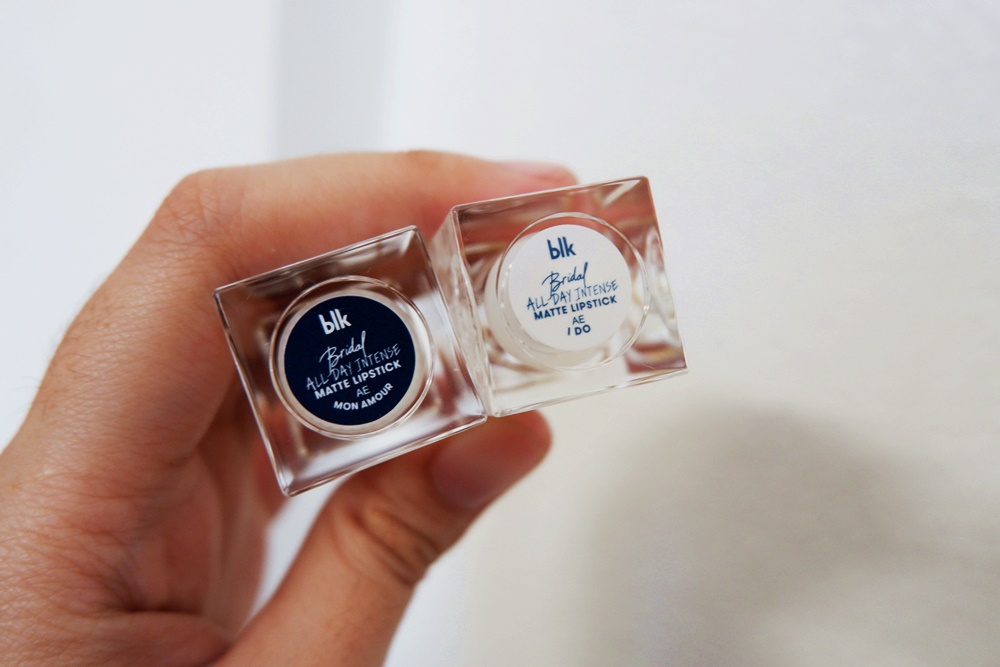 blk
Bridal
ALL-DAY INTENSE
MATTE LIPSTICK
AE
MON AMOUR
blk
Bridal
ALL-DAY INTENSE
MATTE LIPSTICK
AE
I DO